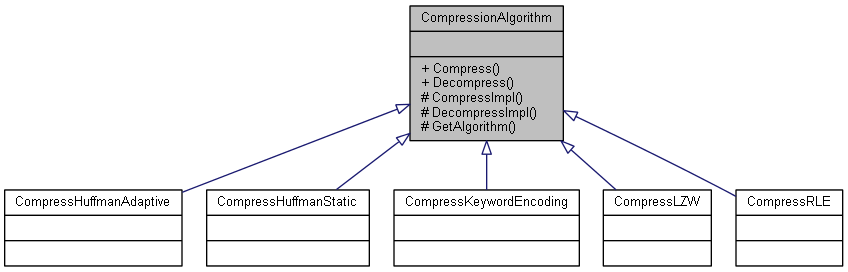 CompressionAlgorithm
+ Compress()
+ Decompress()
# CompressImpl()
# DecompressImpl()
# GetAlgorithm()
CompressHuffmanAdaptive
CompressHuffmanStatic
CompressKeywordEncoding
CompressLZW
CompressRLE